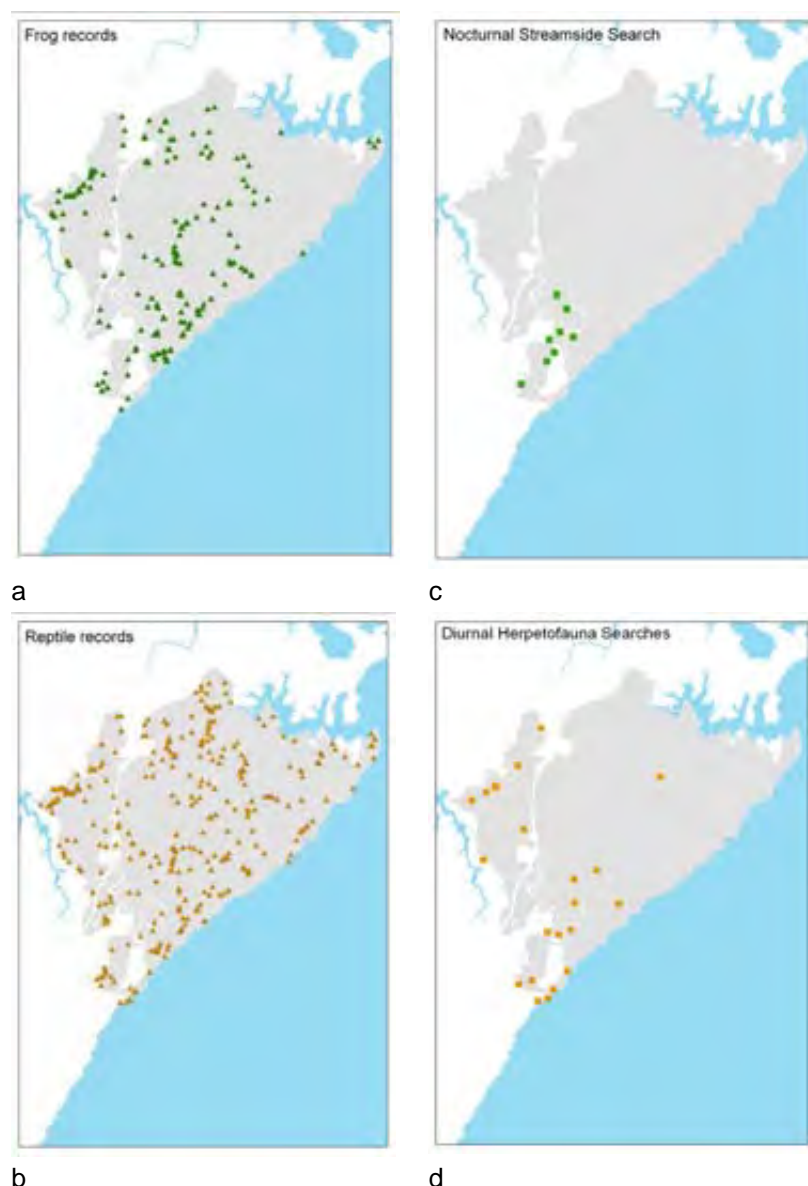 Frog records
Nocturnal Streamside Search
a
c
Reptile records
Diurnal Herpetofauna Searches
b
d